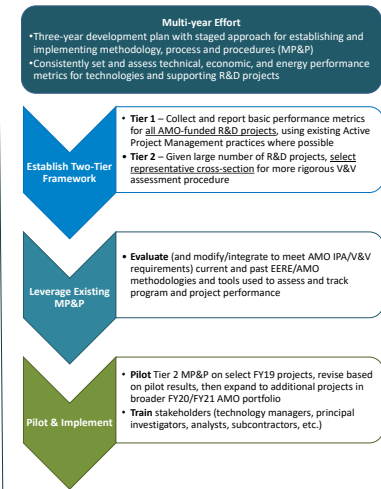 Multi-year Effort
•Three-year development plan with staged approach for establishing and
implementing methodology, process and procedures (MP&P)
•Consistently set and assess technical, economic, and energy performance
metrics for technologies and supporting R&D projects
Establish Two-Tier
Framework
• Tier 1 – Collect and report basic performance metrics
for all AMO-funded R&D projects, using existing Active
Project Management practices where possible
• Tier 2 – Given large number of R&D projects, select
representative cross-section for more rigorous V&V
assessment procedure
Leverage Existing
MP&P
• Evaluate (and modify/integrate to meet AMO IPA/V&V
requirements) current and past EERE/AMO
methodologies and tools used to assess and track
program and project performance
Pilot & Implement
• Pilot Tier 2 MP&P on select FY19 projects, revise based
on pilot results, then expand to additional projects in
broader FY20/FY21 AMO portfolio
• Train stakeholders (technology managers, principal
investigators, analysts, subcontractors, etc.)